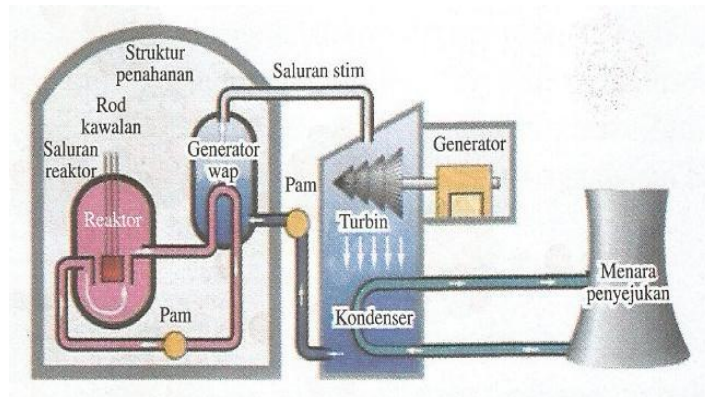 Struktur
penahanan
Saluran stim
Rod
kawalan
Saluran
reaktor
Generator
wap
Generator
Pam
Reaktor
Turbin
Menara
penyejukan
Pam
Kondenser